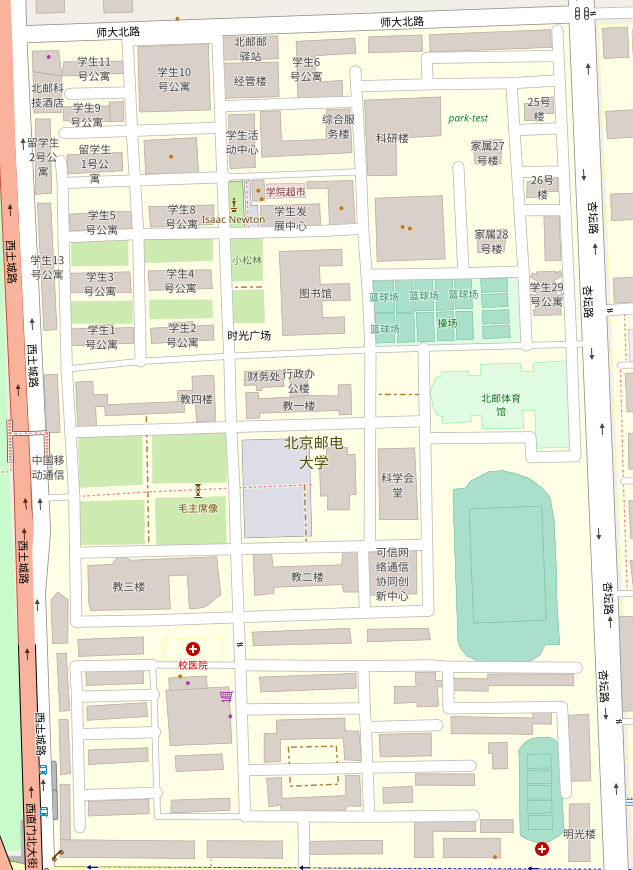 师大北路
师大北路
北邮邮
驿站
学生6
号公寓
学生11
号公寓
学生10
号公寓
经管楼
北邮科
技酒店
学生9
号公寓
25号
楼
park-test
综合服
务楼
学生活
动中心
科研楼
留学生
2号公
寓
留学生
1号公
寓
家属27
号楼
26号
楼
学院超市
Isaac Newton
学生5
号公寓
学生8
号公寓
学生发
展中心
杏坛路
家属28
号楼
西土城路
学生13
号公寓
小松林
学生3
号公寓
学生4
号公寓
图书馆
篮球场
篮球场
篮球场
学生29
号公寓
杏坛路
操场
篮球场
学生1
号公寓
学生2
号公寓
时光广场
西土城路
财务处
行政办
公楼
教四楼
教一楼
北邮体育
馆
北京邮电
大学
中国移
动通信
科学会
堂
毛主席像
西土城路
教三楼
教二楼
可信网
络通信
协同创
新中心
杏坛路
校医院
杏坛路
西土城路
西直门北大街
明光楼